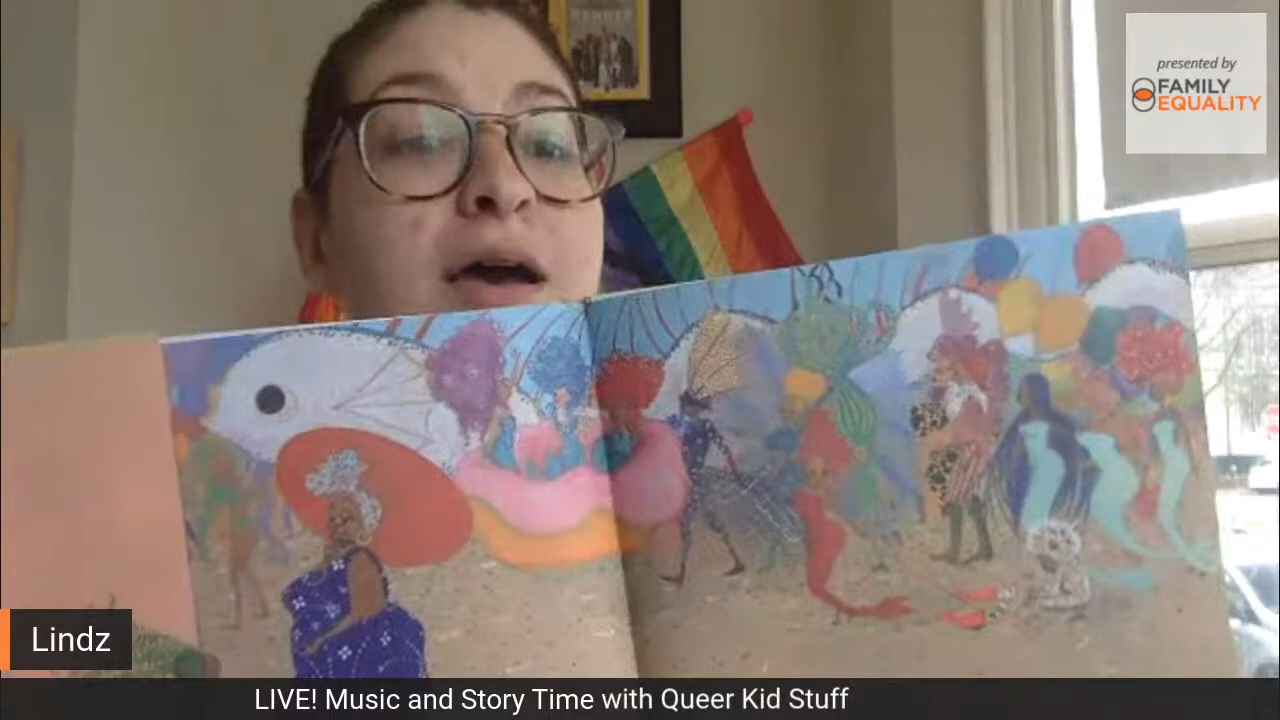 presented by
FAMILY
EQUALITY
Lindz
LIVE! Music and Story Time with Queer Kid Stuff